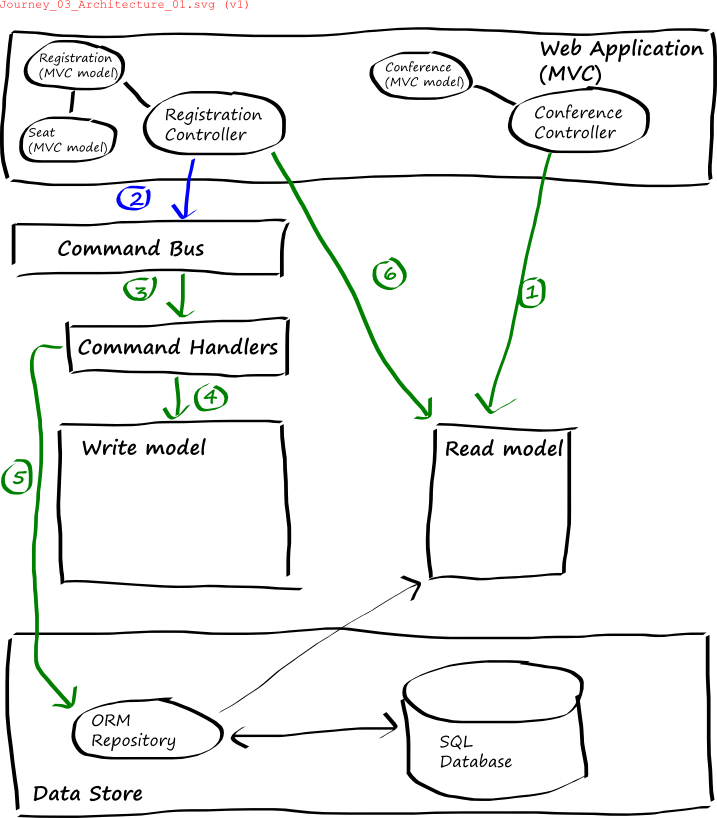 Journey_03_Architecture_01.svg (v1)
Registration
(MVC model)
Seat
(MVC model)
Registration
Controller
Conference
(MVC model)
Web Application
(MVC)
Conference
Controller
2
Command Bus
3
6
1
Command Handlers
4
5
Write model
Read model
ORM
Repository
SQL
Database
Data Store